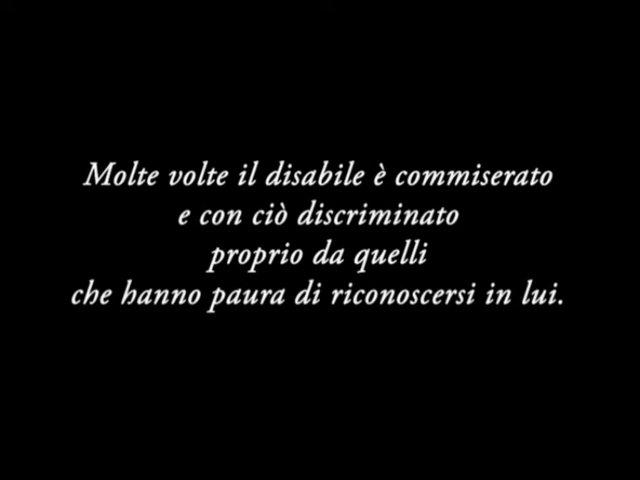 Molte volte il disabile è commiserato
e con ciò discriminato
proprio da quelli
che hanno paura di riconoscersi in lui.